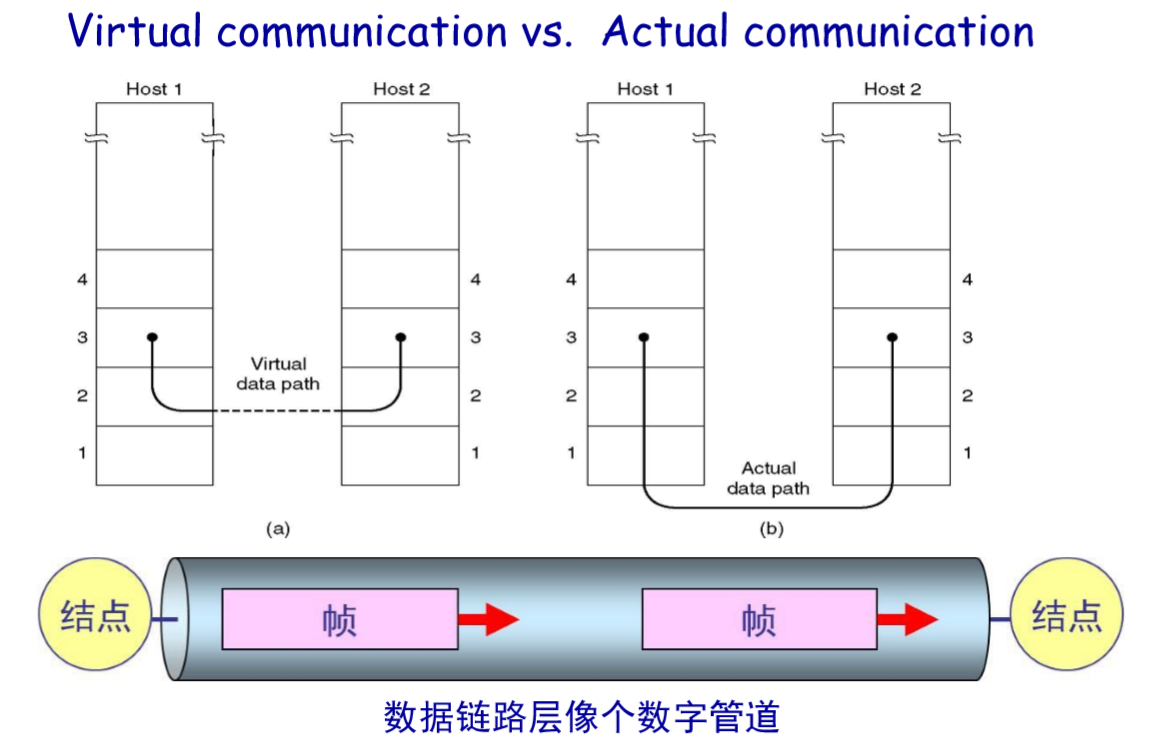 Virtual communication vs. Actual communication
Host 1
Host 2
Host 1
Host 2
4
4
4
4
3
3
3
3
Virtual
data path
2
2
2
2
1
1
1
1
Actual
data path
(a)
(b)
结点
帧
帧
结点
数据链路层像个数字管道